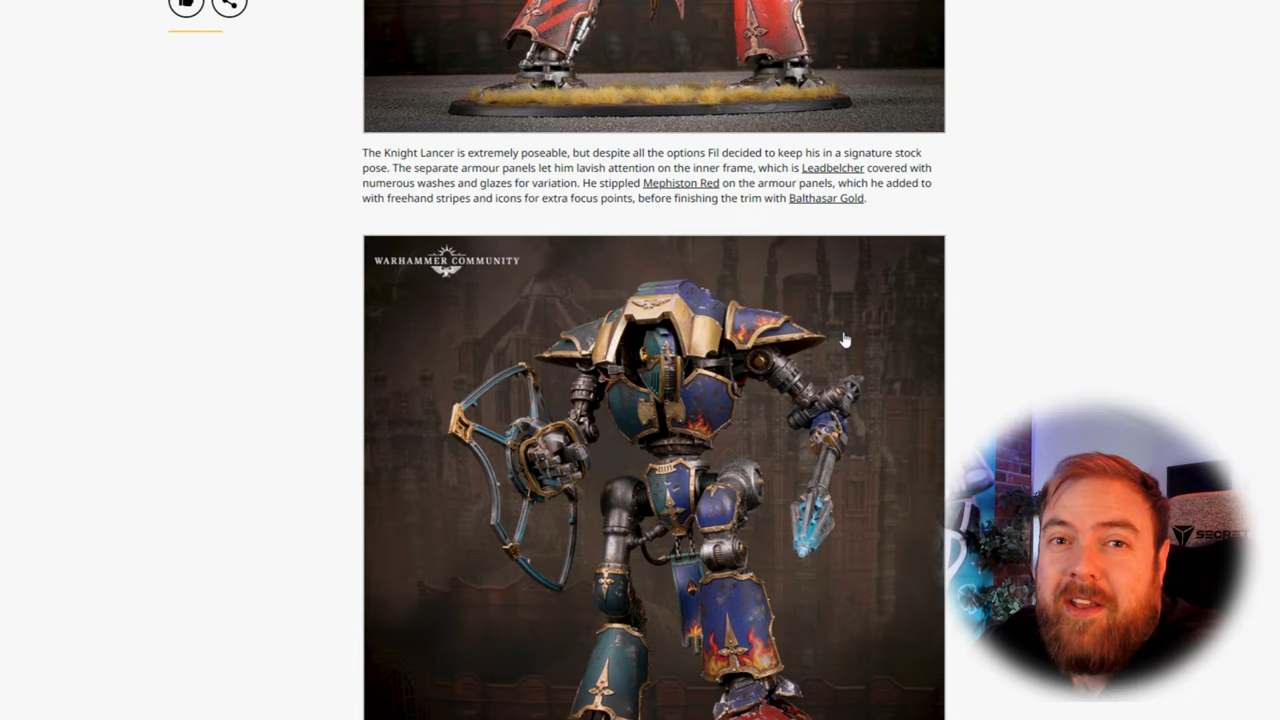 The Knight Lancer is extremely poseable, but despite all the options Fil decided to keep his in a signature stock
pose. The separate armour panels let him lavish attention on the inner frame, which is Leadbelcher covered with
numerous washes and glazes for variation. He stippled Mephiston Red on the armour panels, which he added to
with freehand stripes and icons for extra focus points, before finishing the trim with Balthasar Gold.
WARHAMMER COMMUNITY
SECRET